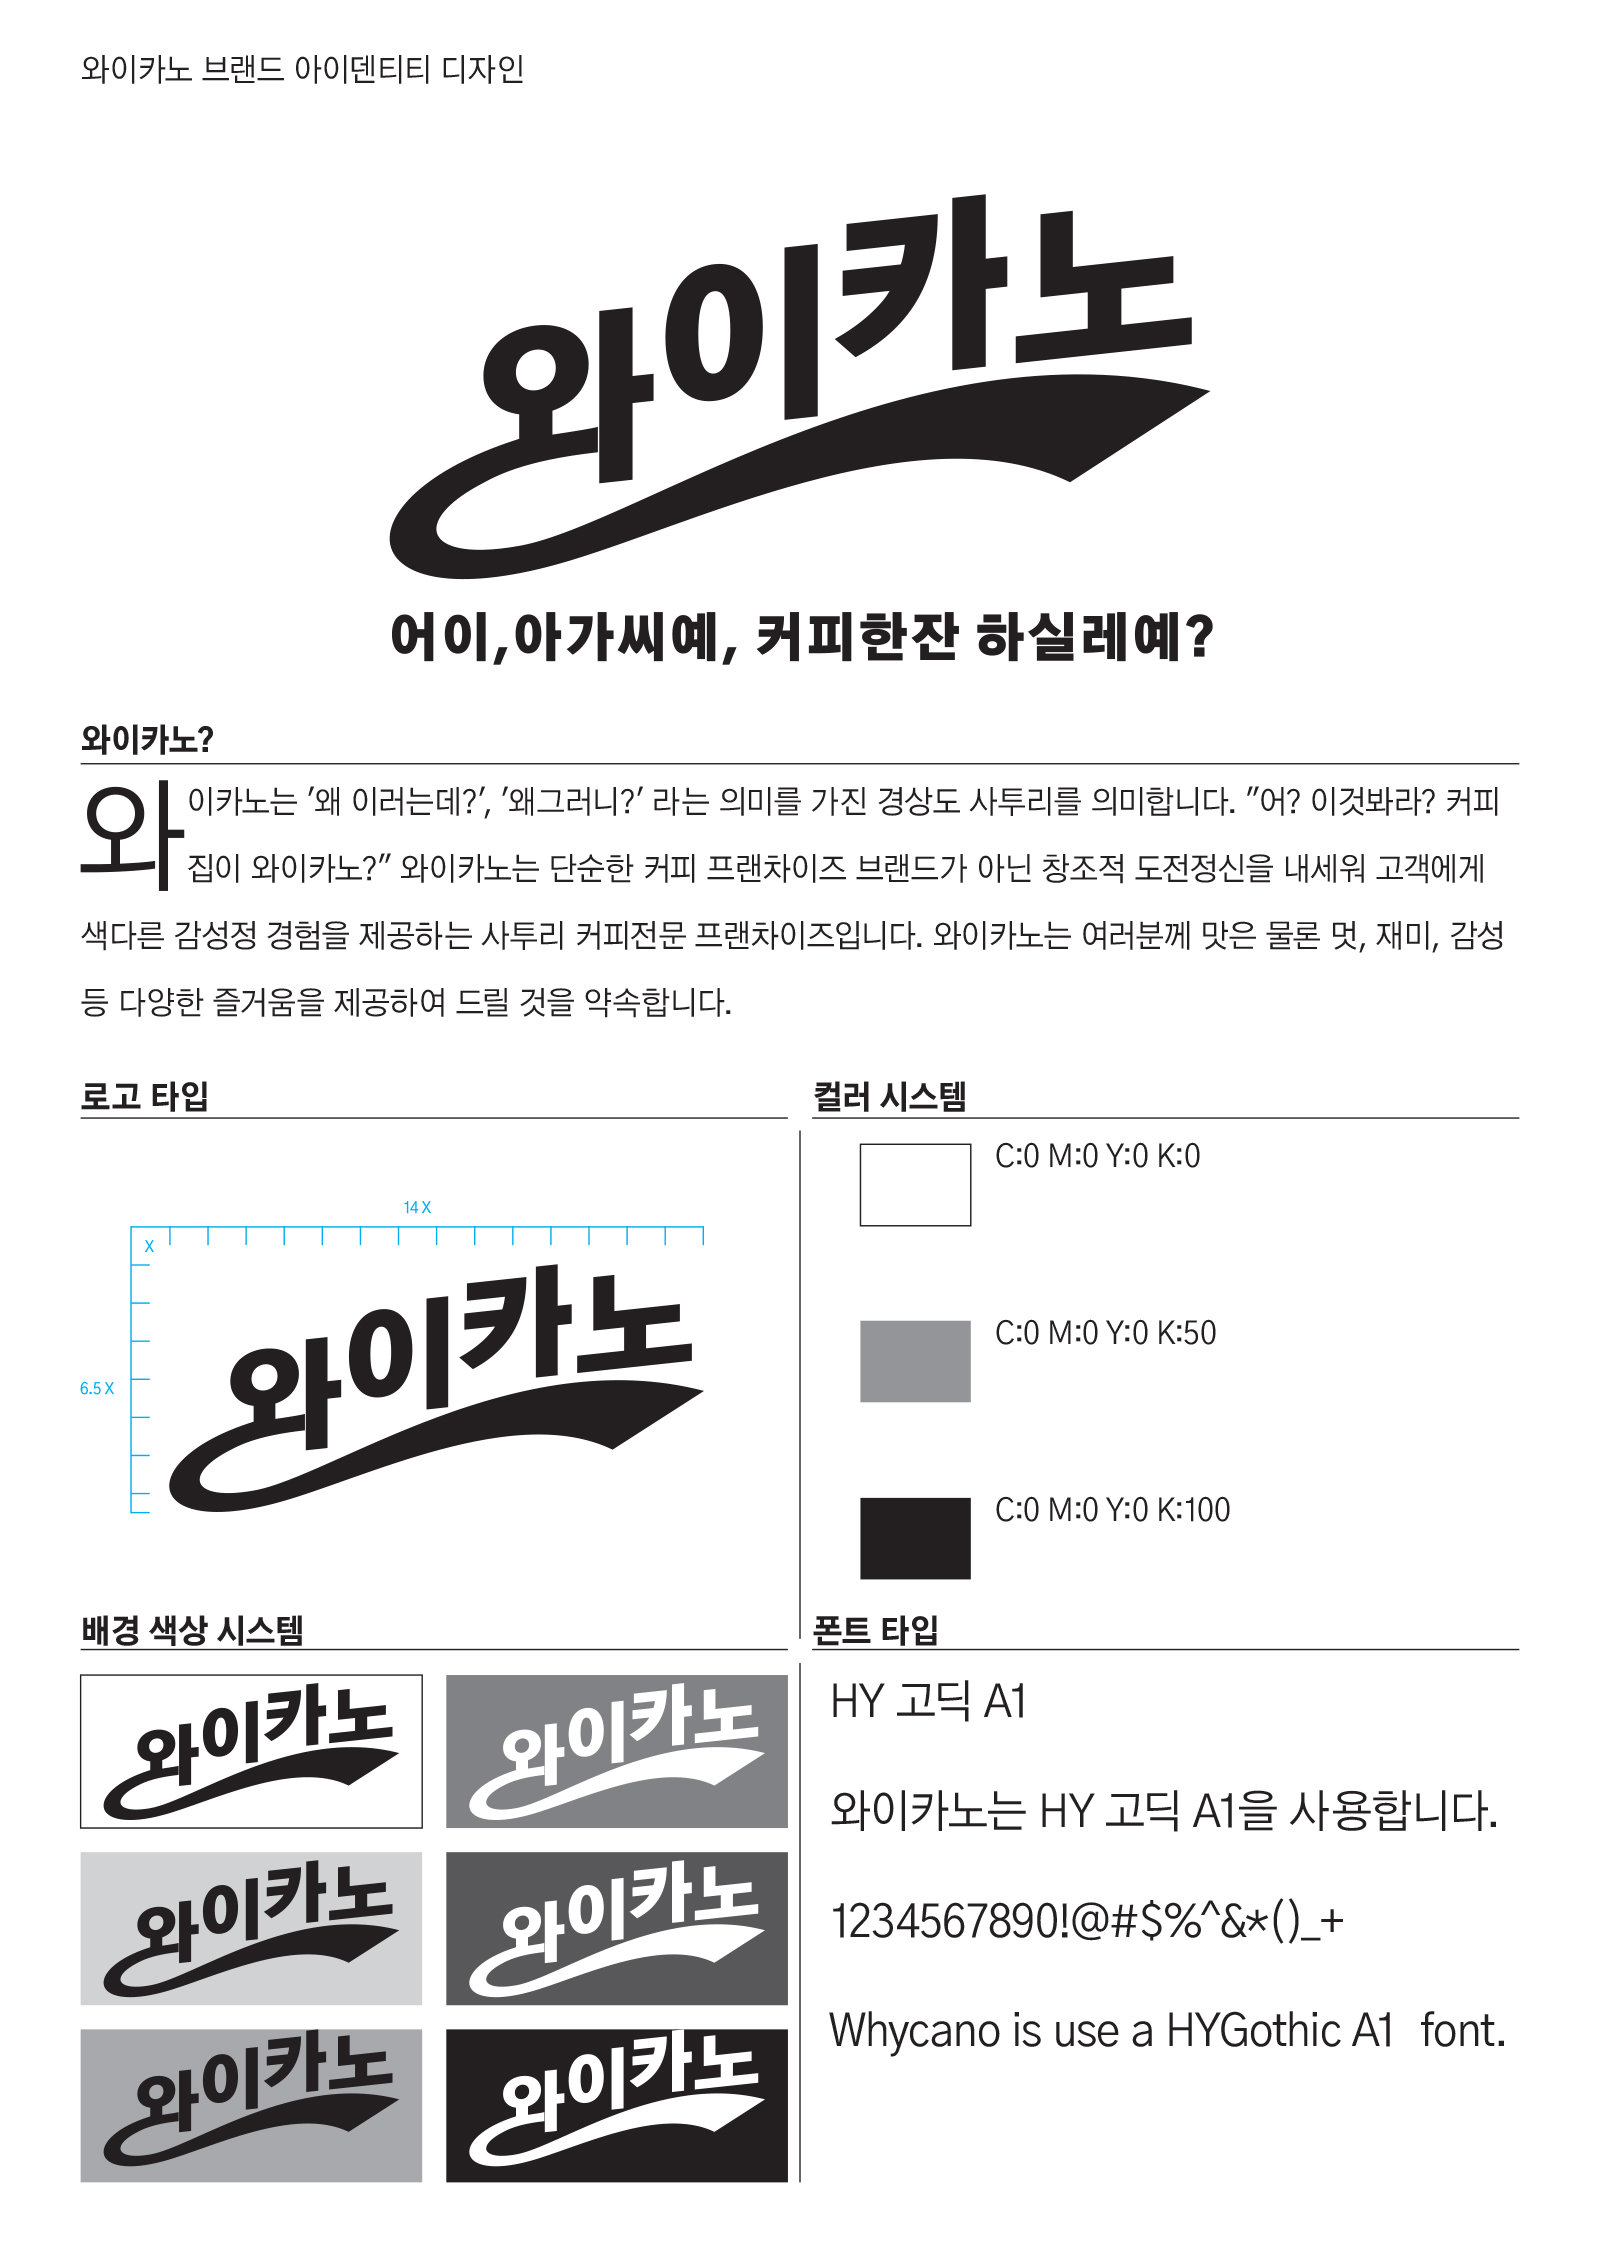 와이카노 브랜드 아이덴티티 디자인
와이카노
어이,아가씨예, 커피한잔 하실레예?
와이카노?
와이카노는 '왜 이러는데?', '왜그러니?' 라는 의미를 가진 경상도 사투리를 의미합니다. "어? 이것봐라? 커피
집이 와이카노?" 와이카노는 단순한 커피 프랜차이즈 브랜드가 아닌 창조적 도전정신을 내세워 고객에게
색다른 감성정 경험을 제공하는 사투리 커피전문 프랜차이즈입니다. 와이카노는 여러분께 맛은 물론 멋, 재미, 감성
등 다양한 즐거움을 제공하여 드릴 것을 약속합니다.
로고 타입
14 X
X
6.5 X
와이카노
컬러 시스템
C:0 M:0 Y:0 K:0
C:0 M:0 Y:0 K:50
C:0 M:0 Y:0 K:100
배경 색상 시스템
와이카노
와이카노
와이카노
와이카노
와이카노
와이카노
폰트 타입
HY 고딕 A1
와이카노는 HY 고딕 A1을 사용합니다.
1234567890!@#$%^&*()_+
Whycano is use a HYGothic A1 font.